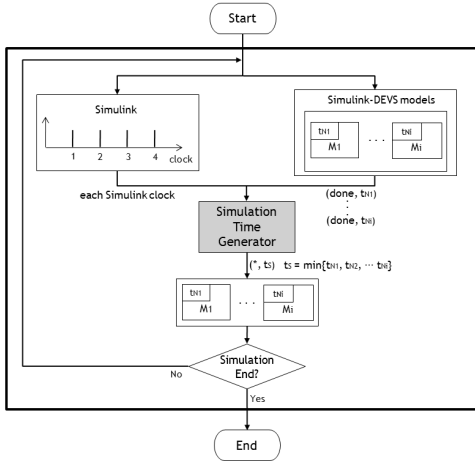 Start
Simulink
1 2 3 4 clock
Simulink-DEVS models
tN1 ... tNi
M1 Mi
each Simulink clock
(done, tN1)
:
(done, tNi)
Simulation
Time
Generator
(*, tS) tS = min{tN1, tN2, ... tNi}
tN1 ... tNi
M1 Mi
Simulation
End?
No
Yes
End